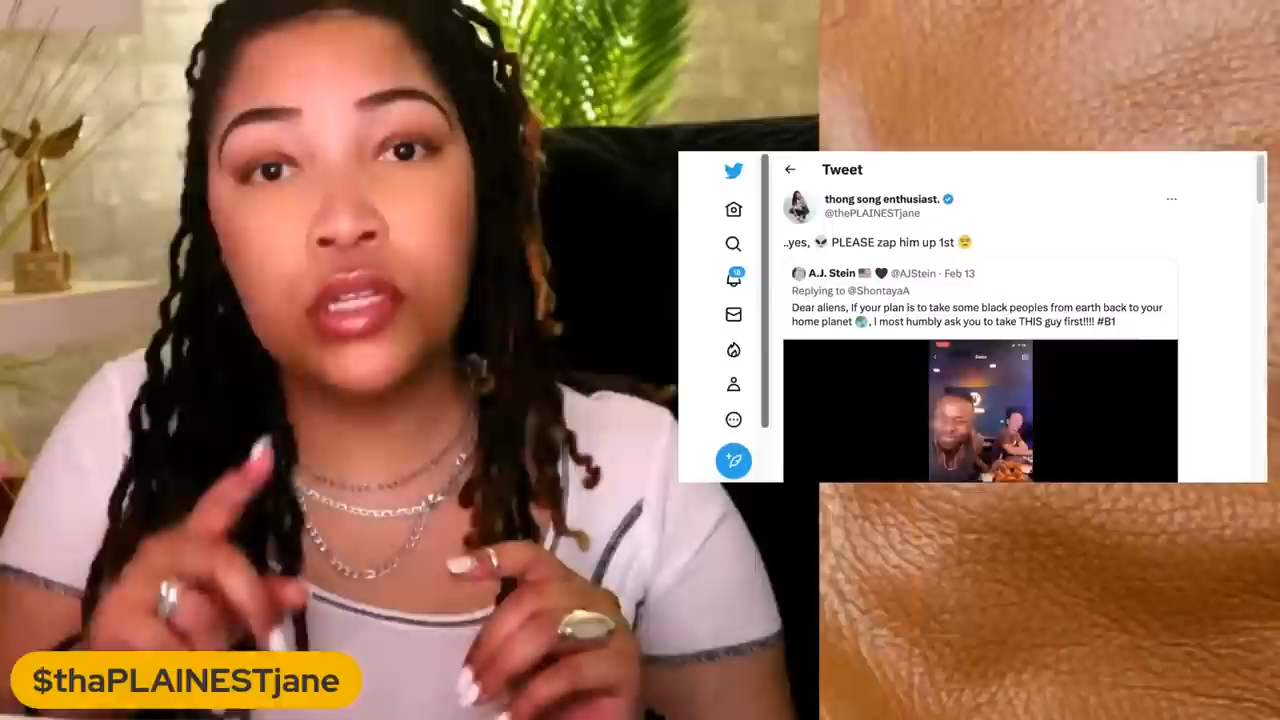 Tweet
thong song enthusiast.
@thePLAINESTjane
..yes, 👽 PLEASE zap him up 1st 😔
A.J. Stein 🇺🇸 🖤 @AJStein · Feb 13
Replying to @ShontayaA
Dear aliens, If your plan is to take some black peoples from earth back to your
home planet 🌍, I most humbly ask you to take THIS guy first!!!! #B1
$thaPLAINESTjane